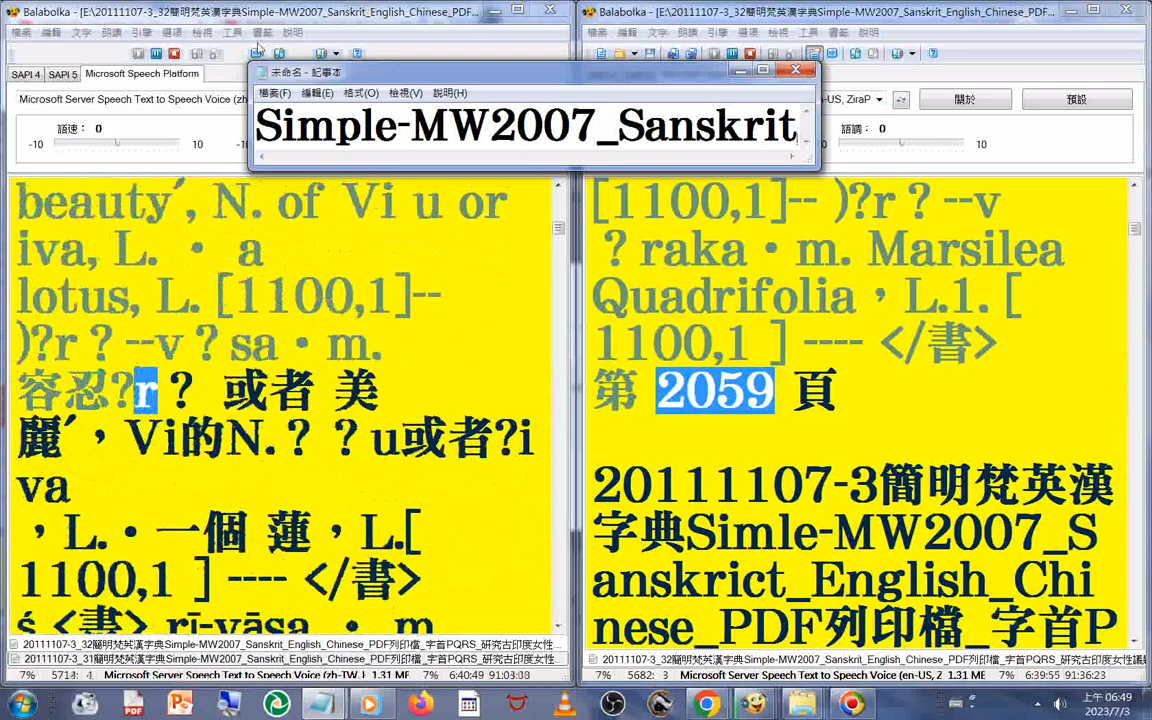 Balabolka - [E:\20111107-3_32簡明梵英漢字典Simple-MW2007_Sanskrit_English_Chinese_PDF...
檔案 編輯 文字 朗讀 引擎 選項 檢視 工具 書籤 說明
SAPI 4 SAPI 5 Microsoft Speech Platform
Microsoft Server Speech Text to Speech Voice (zh
語速： 0
-10 10 -10
beauty′, N. of Vi u or
iva, L. • a
lotus, L. [1100,1]--
)?r ? --v ? sa • m.
容忍?r ? 或者 美
麗′，Vi的N. ? ? u或者?i
va
，L. • 一個 蓮，L.[
1100,1 ] ---- </書>
ś <書> rī-vāsa • m
20111107-3_32簡明梵英漢字典Simple-MW2007_Sanskrit_English_Chinese_PDF列印檔_字首PQRS_研究古印度女性...
20111107-3_31簡明梵英漢字典Simple-MW2007_Sanskrit_English_Chinese_PDF列印檔_字首PQRS_研究古印度女性...
7% 5714: 4 Microsoft Server Speech Text to Speech Voice (zh-TW, 1.31 MB 7% 6:40:49 91:03:08
未命名 - 記事本
檔案(F) 編輯(E) 格式(O) 檢視(V) 說明(H)
Simple-MW2007_Sanskrit
Balabolka - [E:\20111107-3_32簡明梵英漢字典Simple-MW2007_Sanskrit_English_Chinese_PDF...
檔案 編輯 文字 朗讀 引擎 選項 檢視 工具 書籤 說明
-US, ZiraP 關於 預設
語調： 0
10
[1100,1]-- )?r ? --v
? raka • m. Marsilea
Quadrifolia，L.1. [
1100,1 ] ---- </書>
第 2059 頁
20111107-3簡明梵英漢
字典Simle-MW2007_S
anskrict_English_Chi
nese_PDF列印檔_字首P
20111107-3_32簡明梵英漢字典Simple-MW2007_Sanskrit_English_Chinese_PDF列印檔_字首PQRS_研究古印度女性議
7% 5682: 3 Microsoft Server Speech Text to Speech Voice (en-US, Z 1.31 MB 7% 6:39:55 91:36:23
上午 06:49
2023/7/3